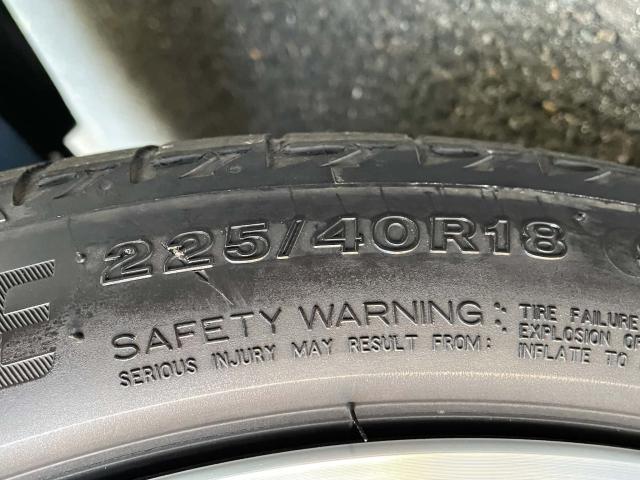 225/40R18
SAFETY WARNING:
SERIOUS INJURY MAY RESULT FROM:
TIRE FAILURE
EXPLOSION OF
INFLATE TO